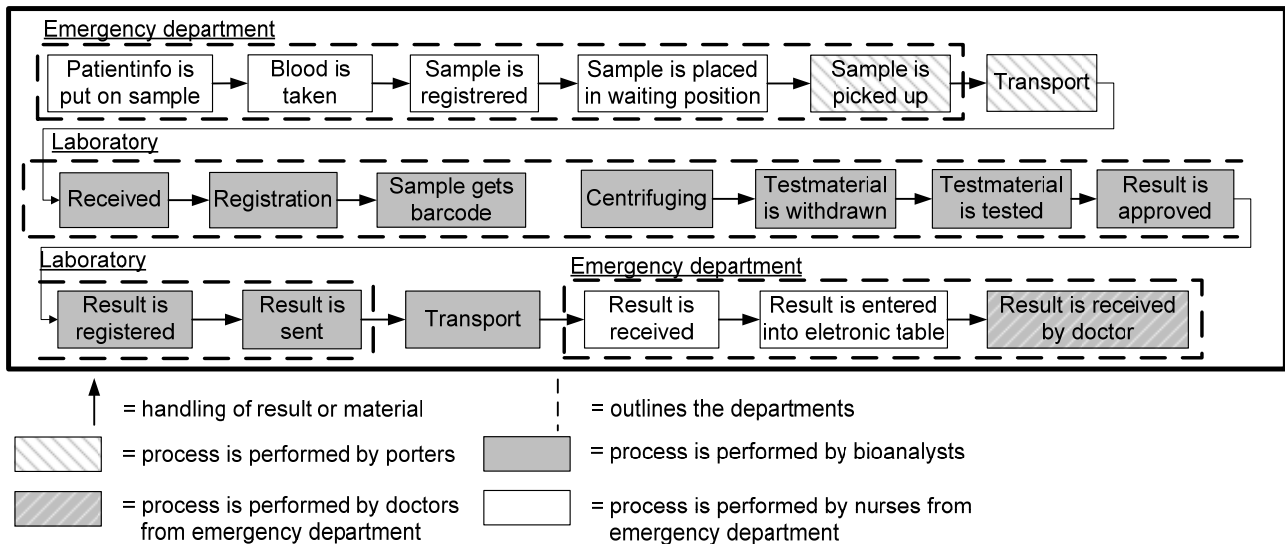 Emergency department
Patientinfo is
put on sample
Blood is
taken
Sample is
registrered
Sample is placed
in waiting position
Sample is
picked up
Transport
Laboratory
Received
Registration
Sample gets
barcode
Centrifuging
Testmaterial
is withdrawn
Testmaterial
is tested
Result is
approved
Laboratory
Result is
registered
Result is
sent
Transport
Emergency department
Result is
received
Result is entered
into eletronic table
Result is received
by doctor
= handling of result or material
= outlines the departments
= process is performed by porters
= process is performed by bioanalysts
= process is performed by doctors
from emergency department
= process is performed by nurses from
emergency department